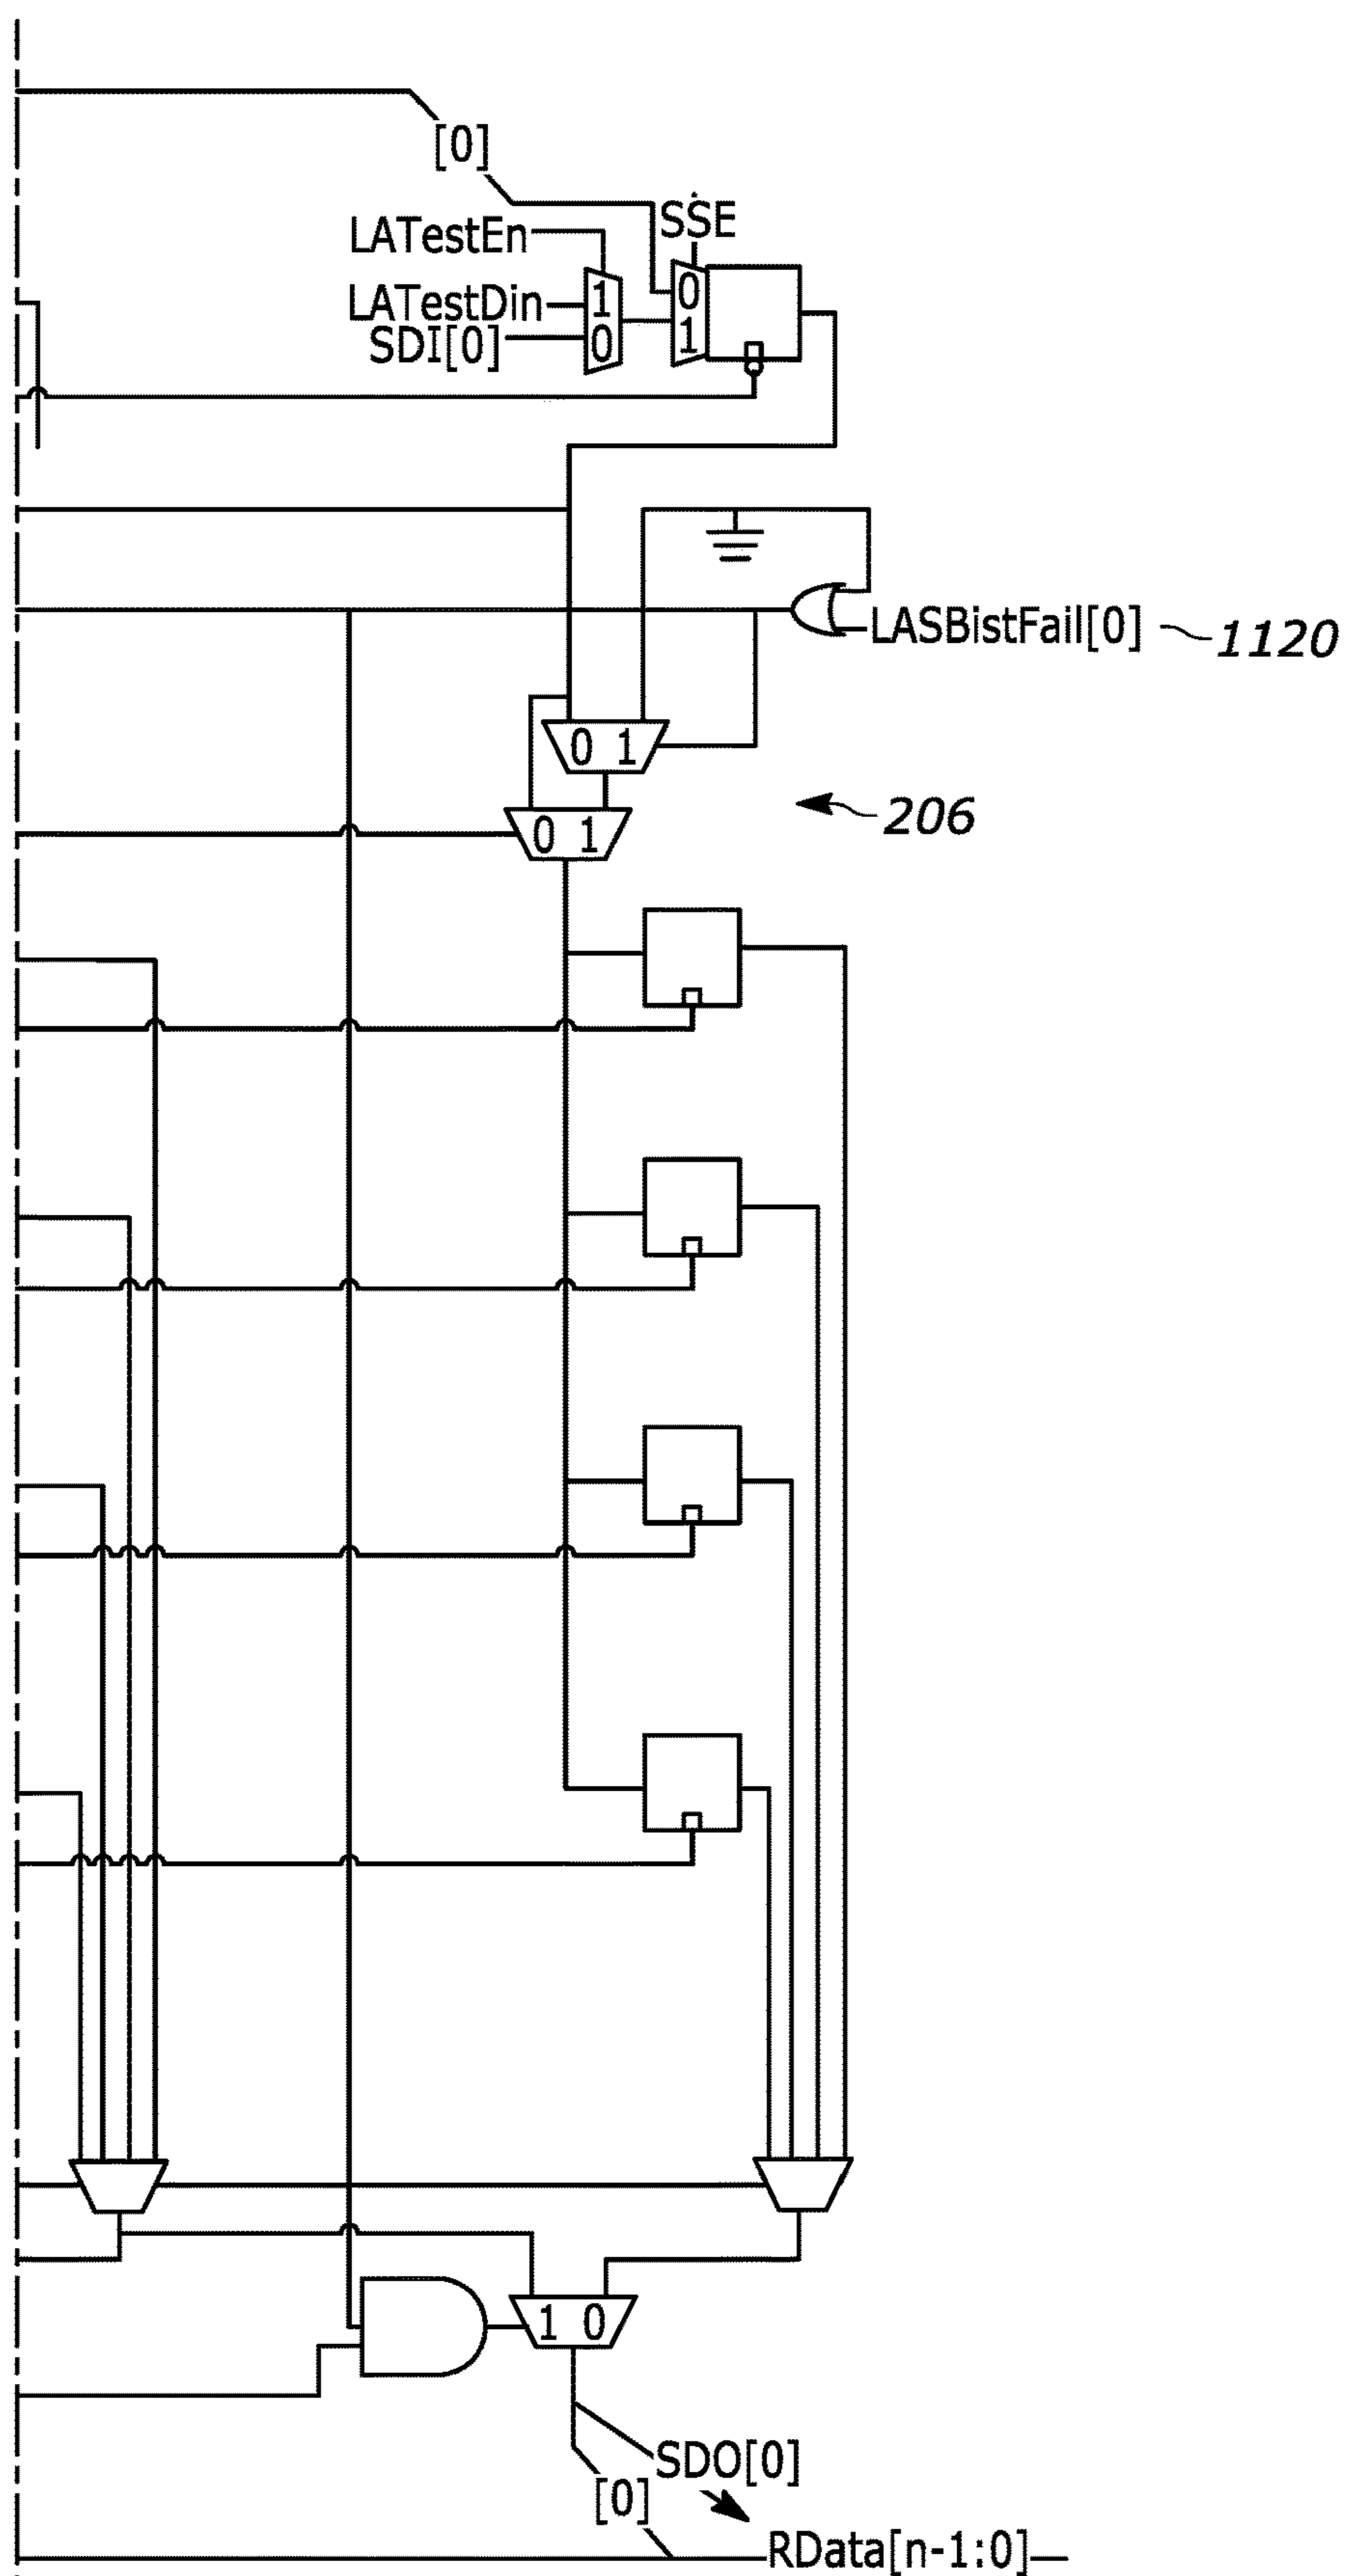 [0]
SSE
LATestEn
0
1
LATestDin
1
SDI[0]
0
LASBistFail[0] 1120
0 1
206
0 1
1 0
SDO[0]
[0]
RData[n-1:0]